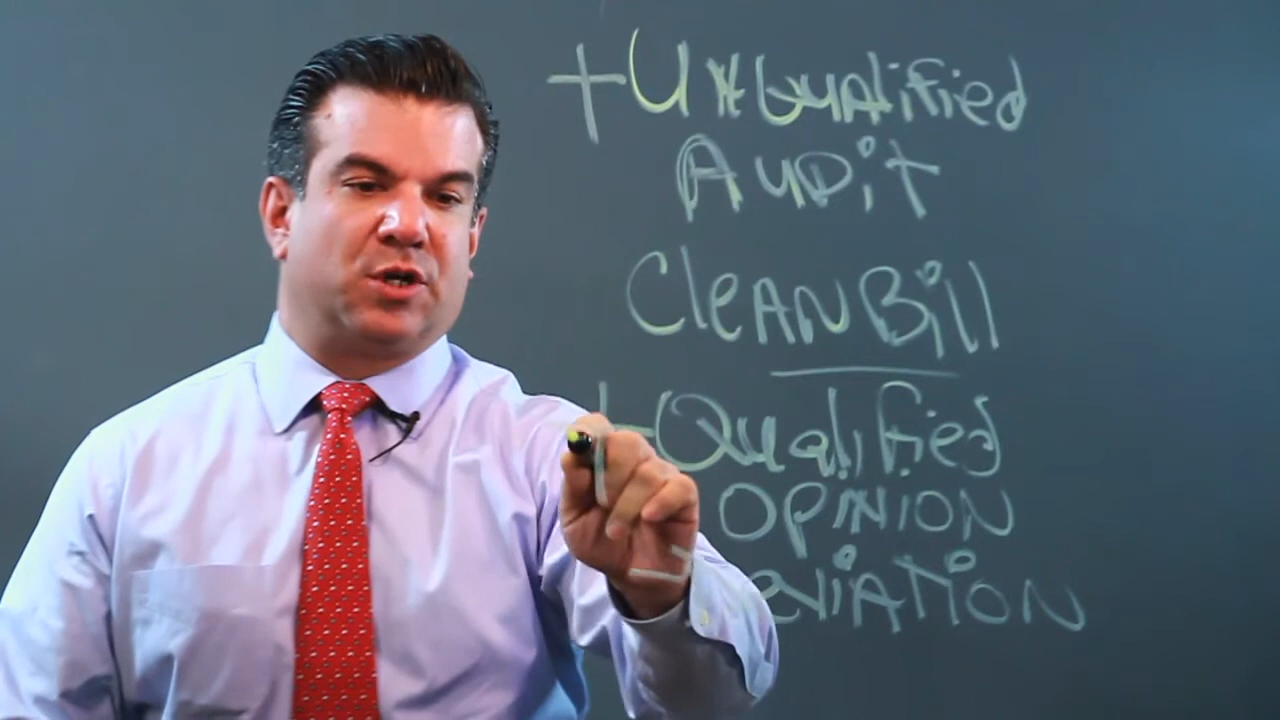 + UNQualified
AuDit
CleAN Bill
+ Qualified
OPINION
eviATiON